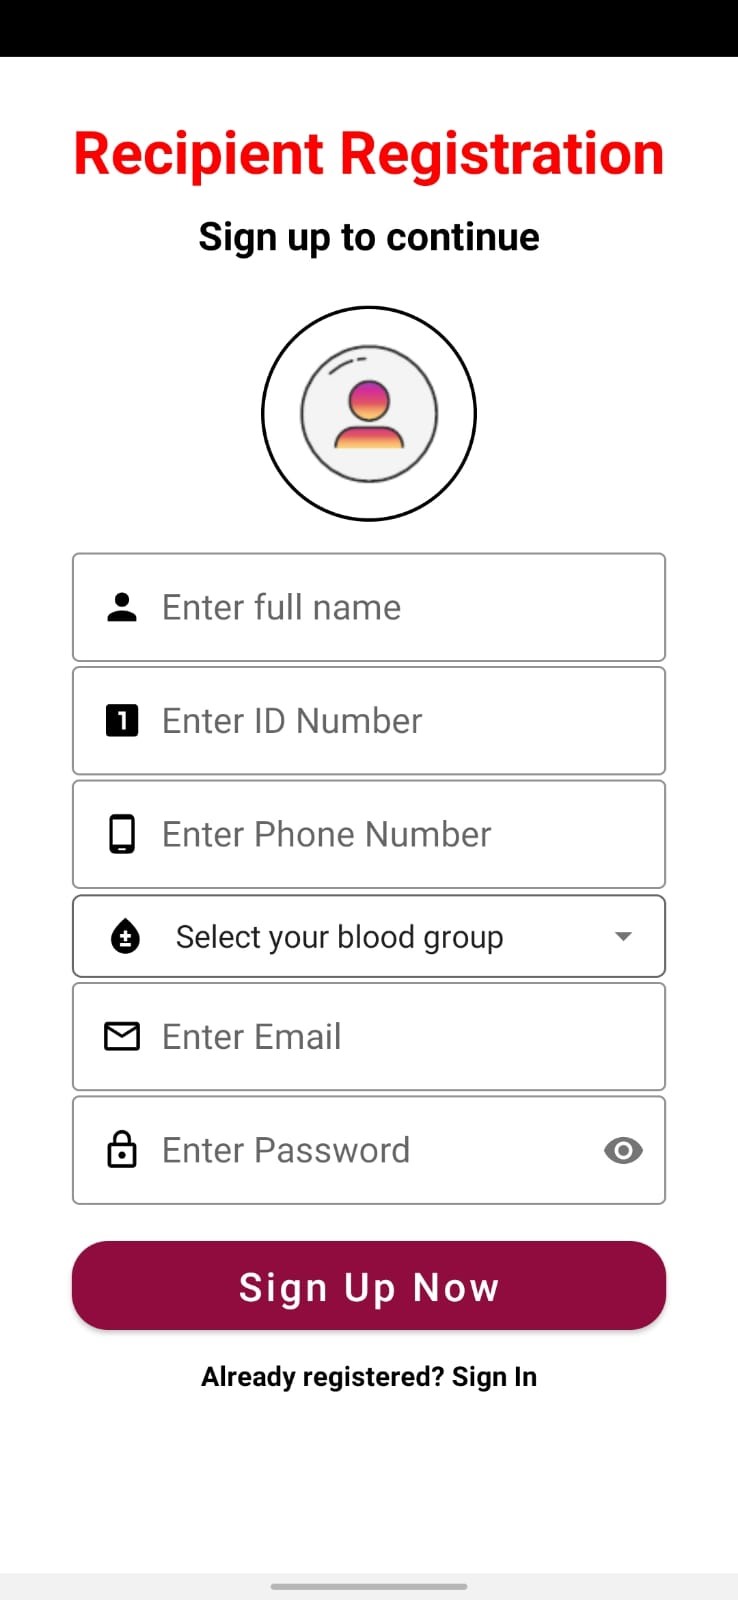 Recipient Registration
Sign up to continue
Enter full name
1 Enter ID Number
Enter Phone Number
Select your blood group
Enter Email
Enter Password
Sign Up Now
Already registered? Sign In